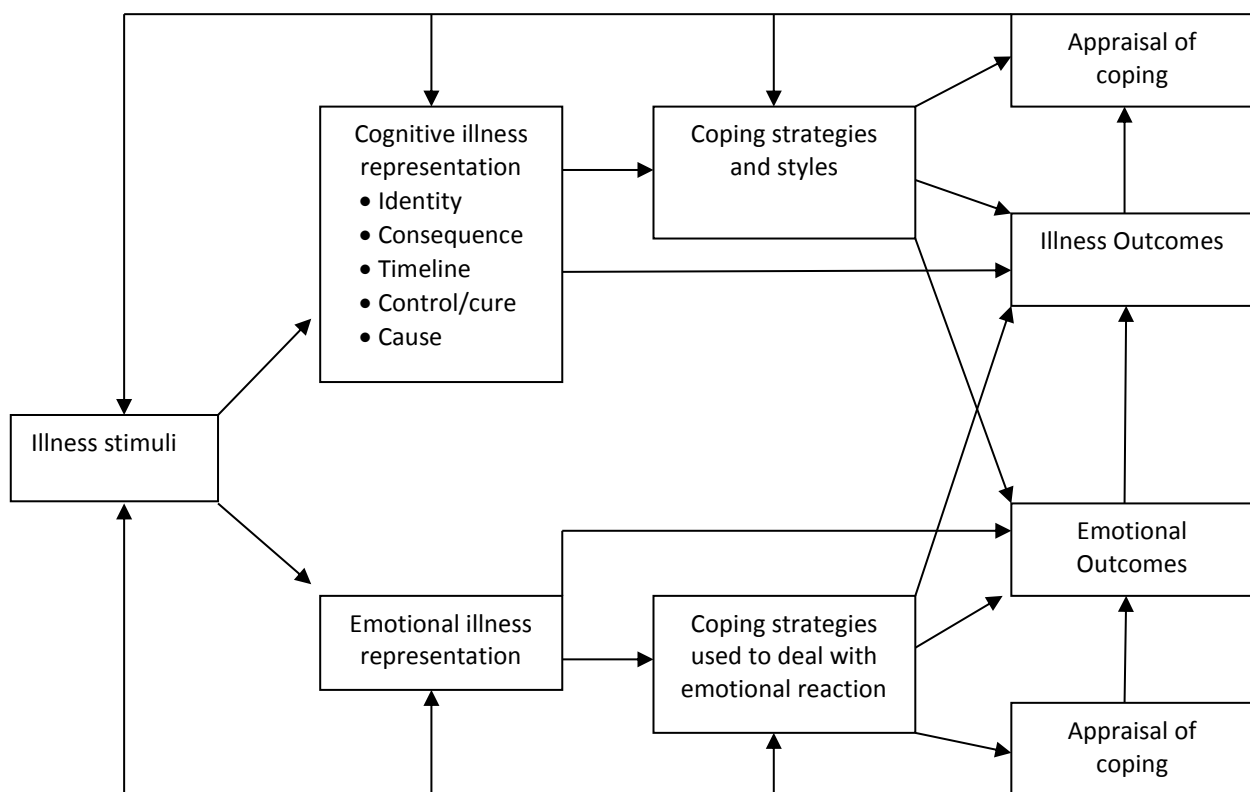 Appraisal of
coping
Cognitive illness
representation
• Identity
• Consequence
• Timeline
• Control/cure
• Cause
Coping strategies
and styles
Illness Outcomes
Illness stimuli
Emotional
Outcomes
Emotional illness
representation
Coping strategies
used to deal with
emotional reaction
Appraisal of
coping